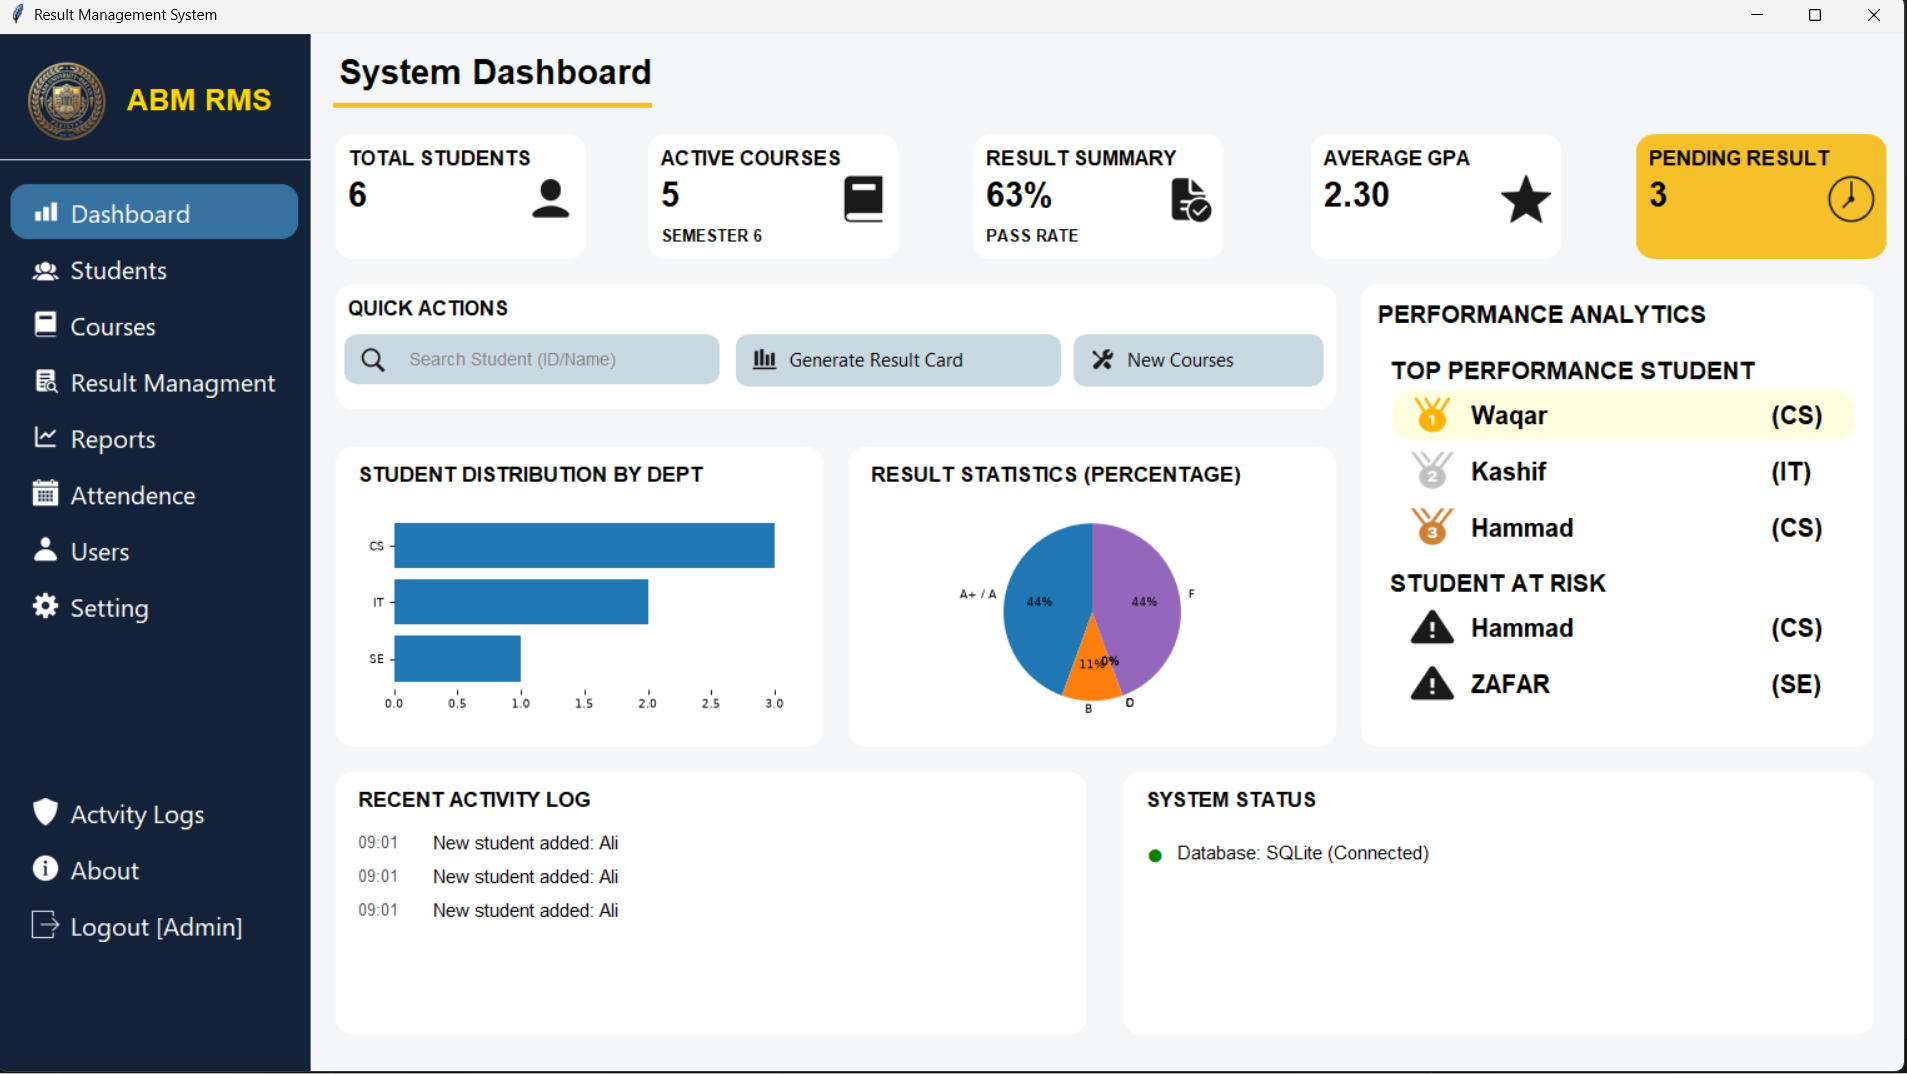 Result Management System
ABM RMS
Dashboard
Students
Courses
Result Managment
Reports
Attendence
Users
Setting
Actvity Logs
About
Logout [Admin]
System Dashboard
TOTAL STUDENTS
6
ACTIVE COURSES
5
SEMESTER 6
RESULT SUMMARY
63%
PASS RATE
AVERAGE GPA
2.30
PENDING RESULT
3
QUICK ACTIONS
Search Student (ID/Name)
Generate Result Card
New Courses
STUDENT DISTRIBUTION BY DEPT
CS
IT
SE
0.0 0.5 1.0 1.5 2.0 2.5 3.0
RESULT STATISTICS (PERCENTAGE)
A+ / A
44%
44%
F
11%
0%
B
D
PERFORMANCE ANALYTICS
TOP PERFORMANCE STUDENT
1 Waqar (CS)
2 Kashif (IT)
3 Hammad (CS)
STUDENT AT RISK
Hammad (CS)
ZAFAR (SE)
RECENT ACTIVITY LOG
09:01 New student added: Ali
09:01 New student added: Ali
09:01 New student added: Ali
SYSTEM STATUS
Database: SQLite (Connected)